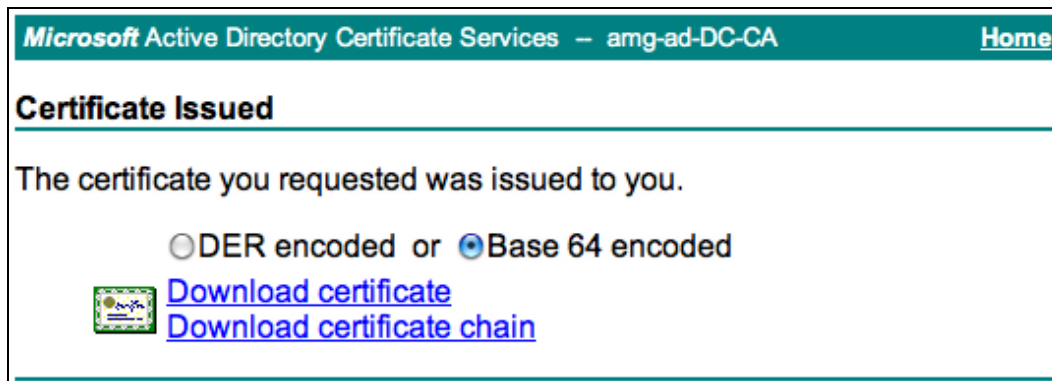 Microsoft Active Directory Certificate Services -- amg-ad-DC-CA Home
Certificate Issued
The certificate you requested was issued to you.
DER encoded or Base 64 encoded
Download certificate
Download certificate chain